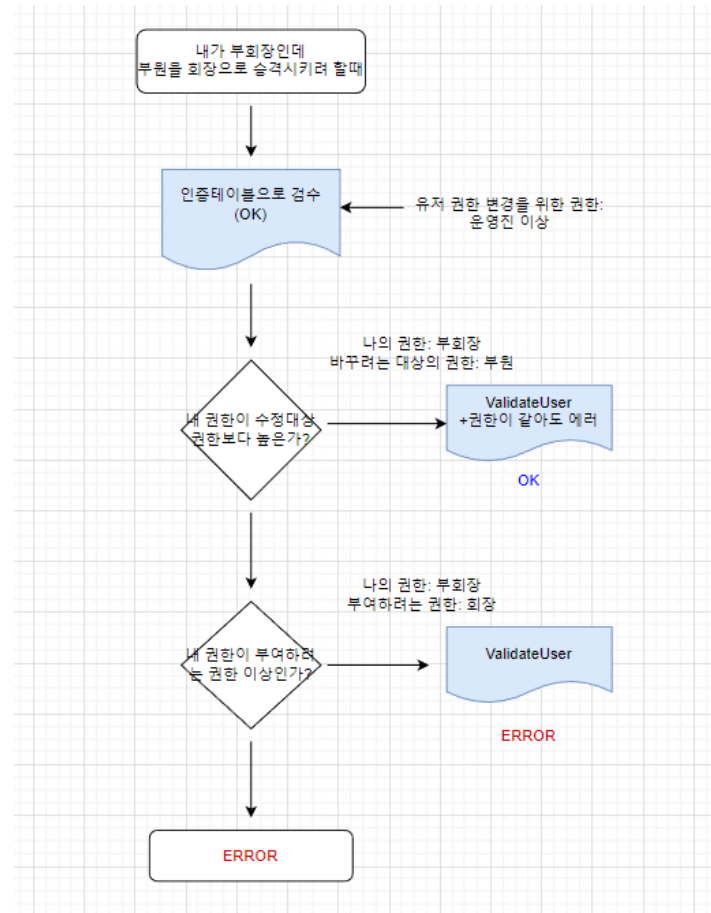 내가 부회장인데
부원을 회장으로 승격시키려 할때
인증테이블으로 검수
(OK)
유저 권한 변경을 위한 권한:
운영진 이상
나의 권한: 부회장
바꾸려는 대상의 권한: 부원
내 권한이 수정대상
권한보다 높은가?
ValidateUser
+권한이 같아도 에러
OK
나의 권한: 부회장
부여하려는 권한: 회장
내 권한이 부여하려
는 권한 이상인가?
ValidateUser
ERROR
ERROR